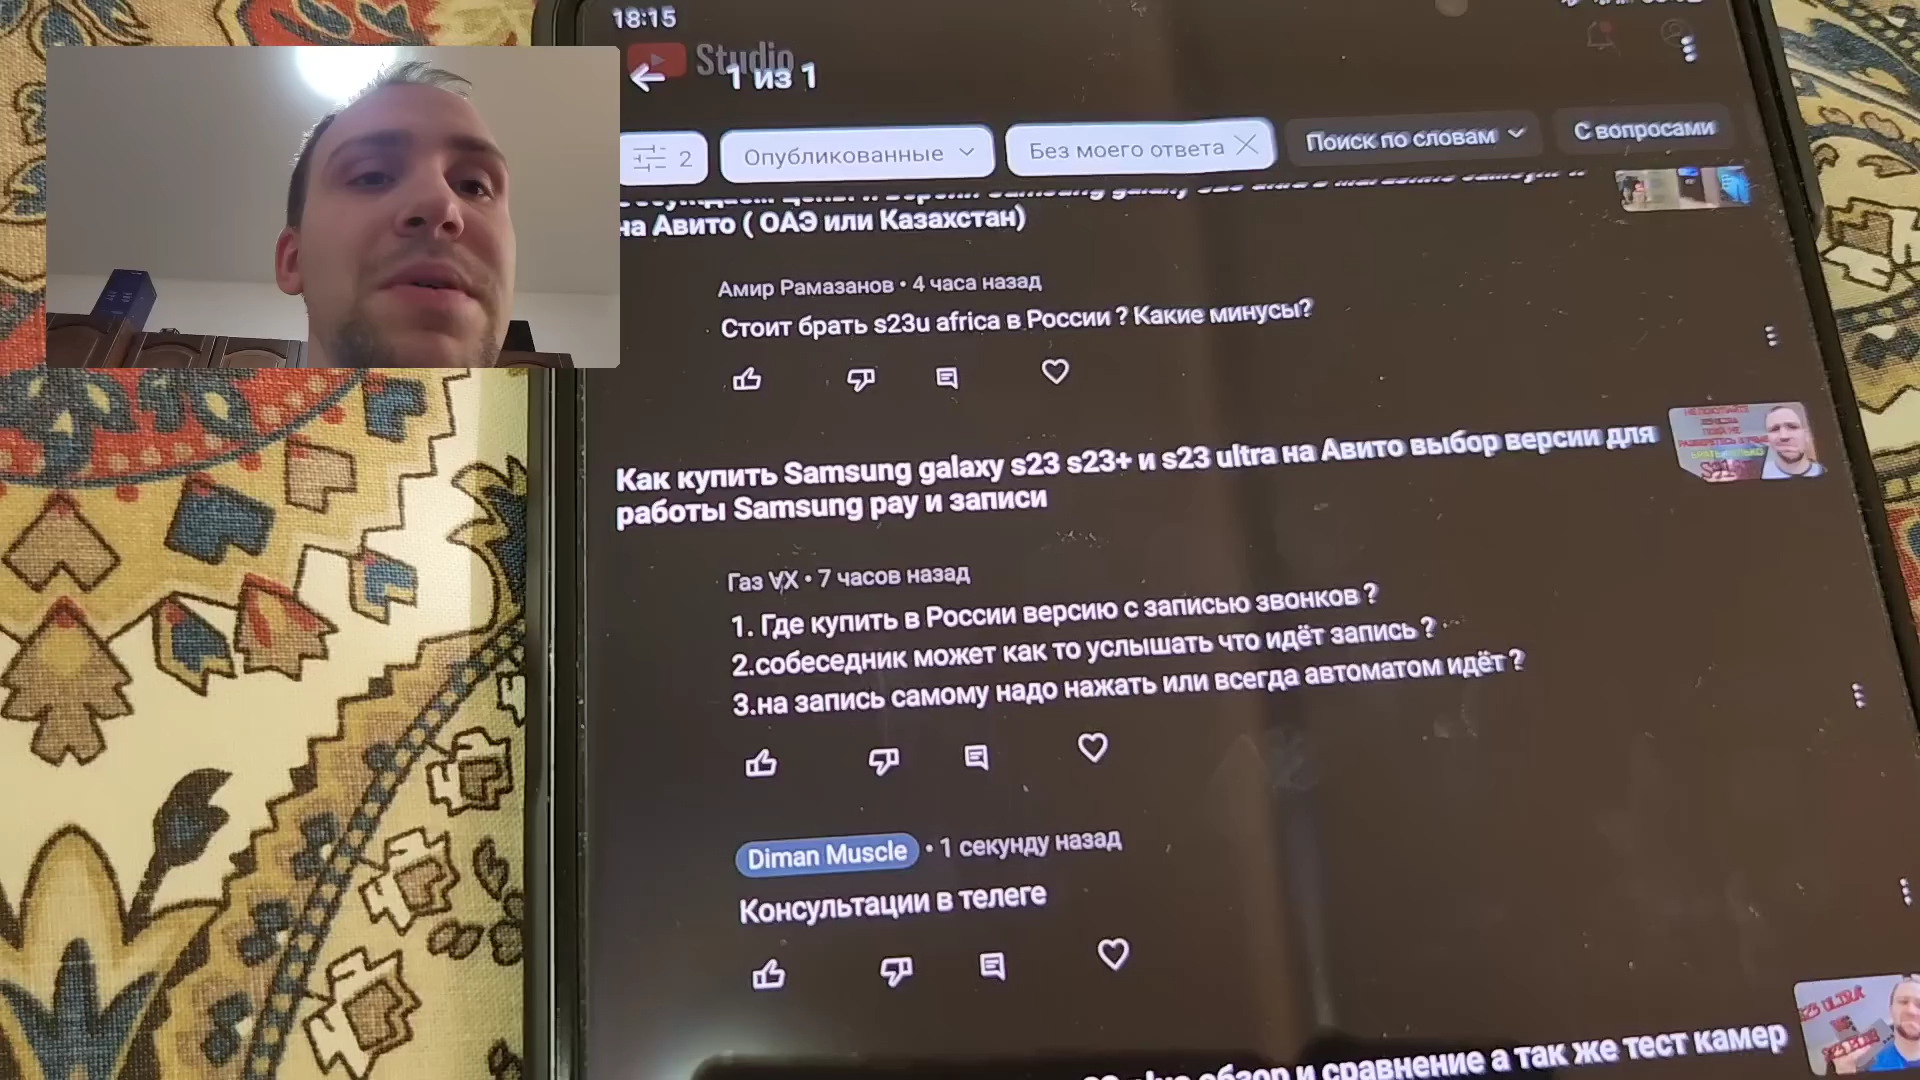 18:15
Studio
1 из 1
2
Опубликованные
Без моего ответа
Поиск по словам
С вопросами
на Авито ( ОАЭ или Казахстан)
Амир Рамазанов • 4 часа назад
Стоит брать s23u africa в России ? Какие минусы?
Как купить Samsung galaxy s23 s23+ и s23 ultra на Авито выбор версии для
работы Samsung pay и записи
Газ VX • 7 часов назад
1. Где купить в России версию с записью звонков ?
2.собеседник может как то услышать что идёт запись ?
3.на запись самому надо нажать или всегда автоматом идёт ?
Diman Muscle • 1 секунду назад
Консультации в телеге
обзор и сравнение а так же тест камер